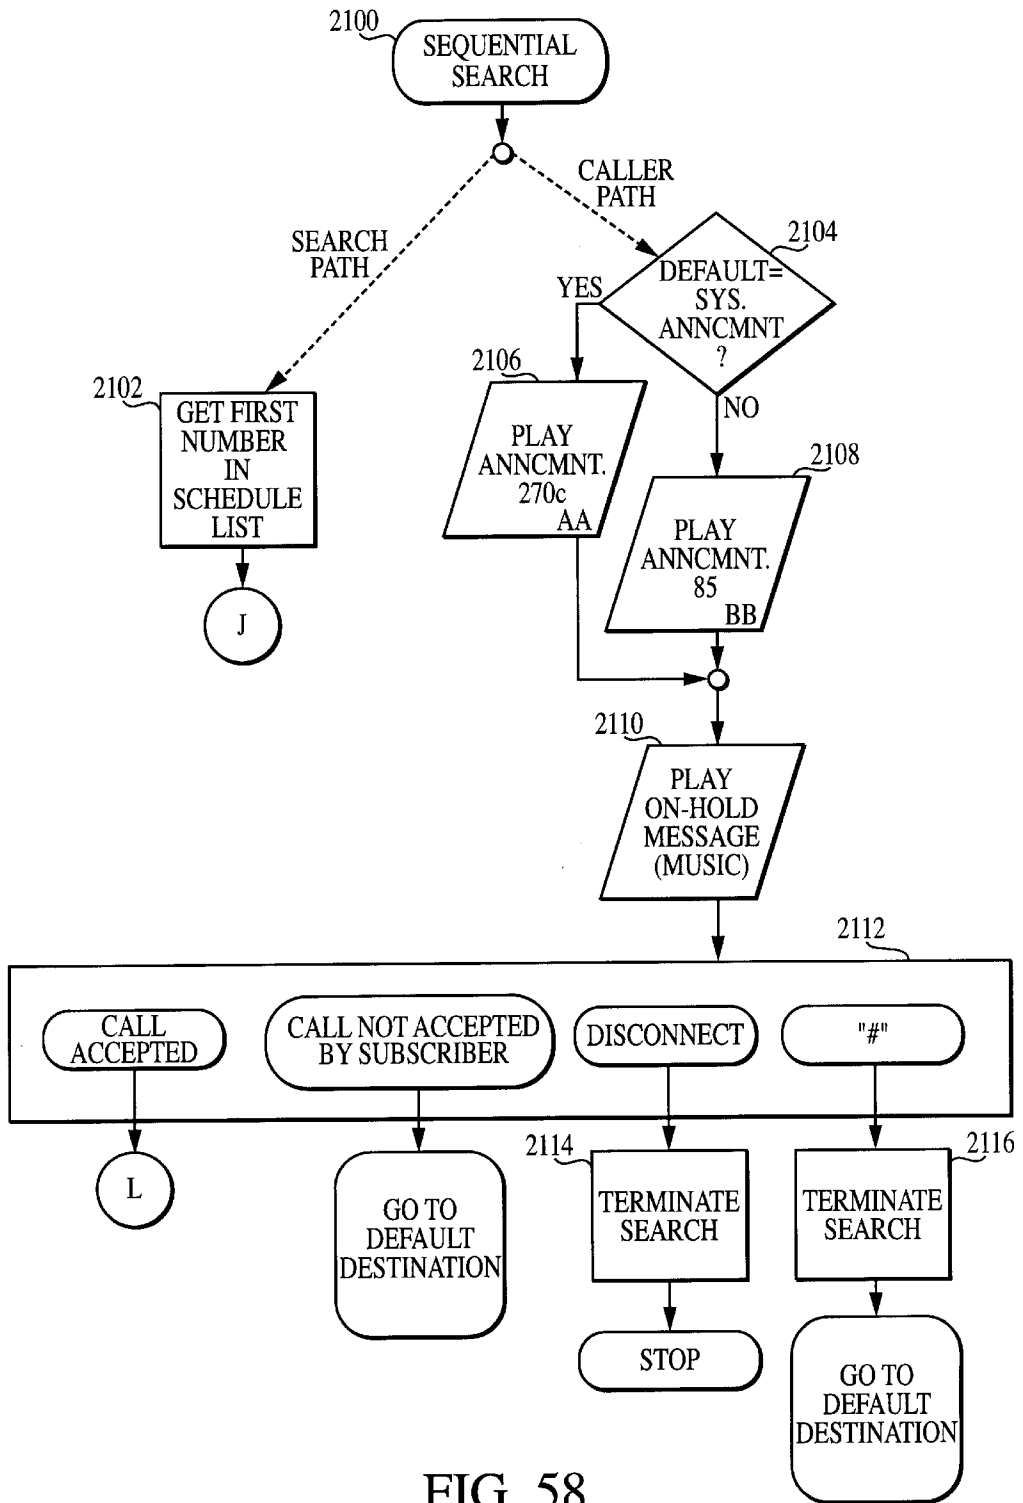 2100
SEQUENTIAL
SEARCH
CALLER
PATH
SEARCH
PATH
2104
DEFAULT=
SYS.
ANNCMNT
?
YES
NO
2102
GET FIRST
NUMBER
IN
SCHEDULE
LIST
J
2106
PLAY
ANNCMNT.
270c
AA
2108
PLAY
ANNCMNT.
85
BB
2110
PLAY
ON-HOLD
MESSAGE
(MUSIC)
2112
CALL
ACCEPTED
CALL NOT ACCEPTED
BY SUBSCRIBER
DISCONNECT
"#"
L
GO TO
DEFAULT
DESTINATION
2114
TERMINATE
SEARCH
STOP
2116
TERMINATE
SEARCH
GO TO
DEFAULT
DESTINATION
FIG. 58